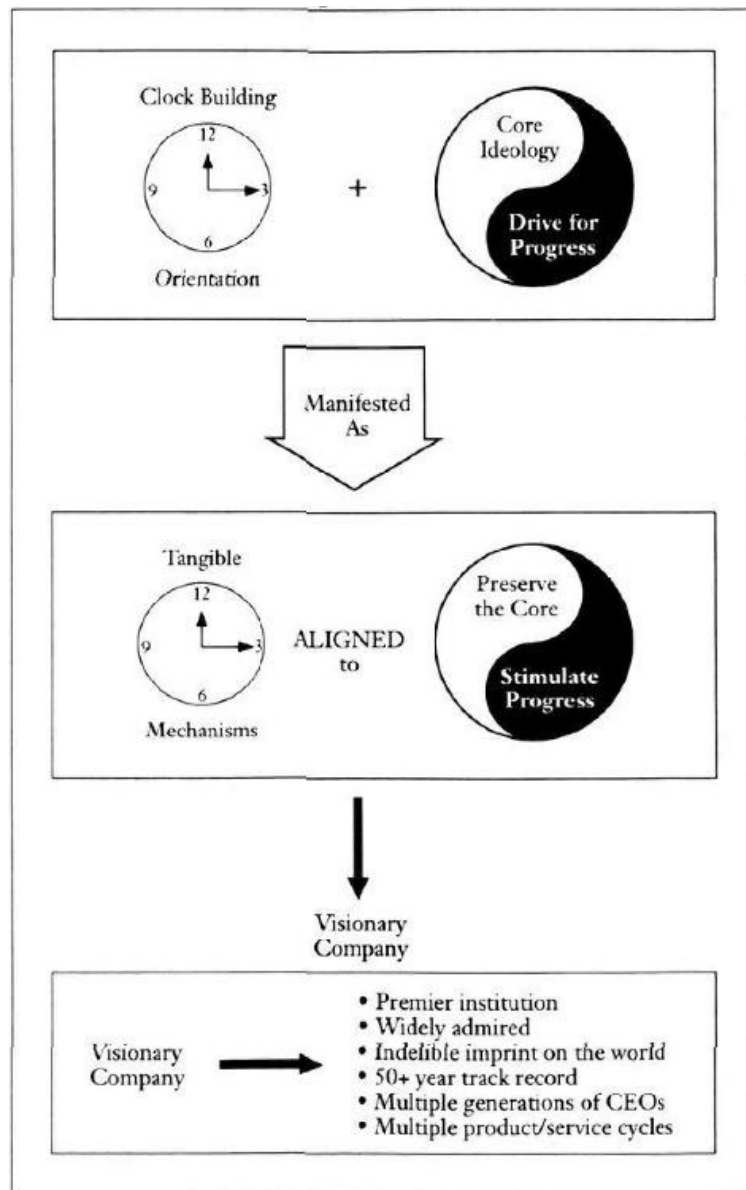 Clock Building
12
9
3
6
Orientation
+
Core
Ideology
Drive for
Progress
Manifested
As
Tangible
12
9
3
6
Mechanisms
ALIGNED
to
Preserve
the Core
Stimulate
Progress
Visionary
Company
Visionary
Company
• Premier institution
• Widely admired
• Indelible imprint on the world
• 50+ year track record
• Multiple generations of CEOs
• Multiple product/service cycles